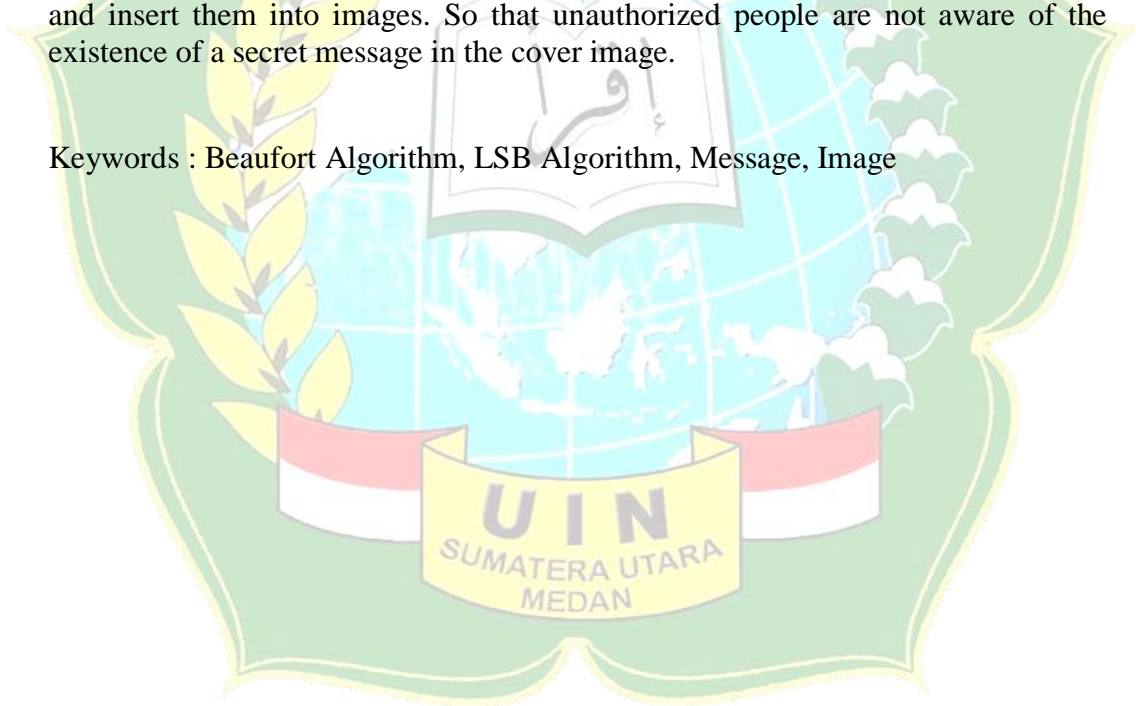 and insert them into images. So that unauthorized people are not aware of the
existence of a secret message in the cover image.
إقرأ
Keywords : Beaufort Algorithm, LSB Algorithm, Message, Image
UIN
SUMATERA UTARA
MEDAN